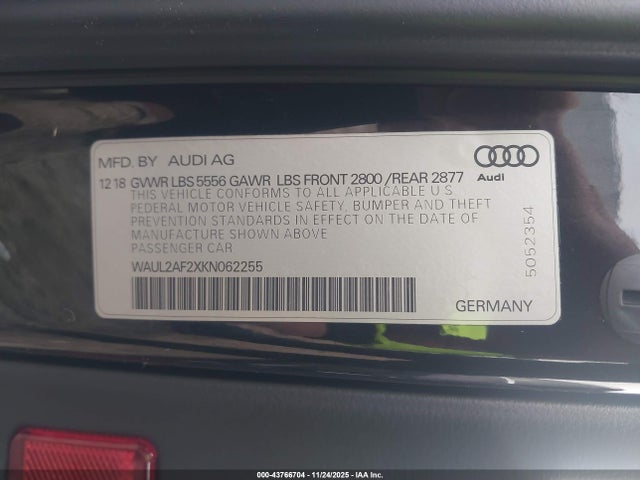 MFD. BY AUDI AG
12 18 GVWR LBS 5556 GAWR LBS FRONT 2800 /REAR 2877
THIS VEHICLE CONFORMS TO ALL APPLICABLE U.S.
FEDERAL MOTOR VEHICLE SAFETY, BUMPER AND THEFT
PREVENTION STANDARDS IN EFFECT ON THE DATE OF
MANUFACTURE SHOWN ABOVE
PASSENGER CAR
WAUL2AF2XKN062255
Audi
5052354
GERMANY
000-43766704 - 11/24/2025 - IAAI/Inc.